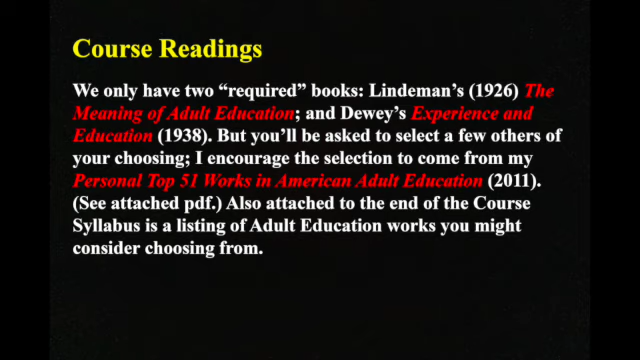 Course Readings
We only have two “required” books: Lindeman’s (1926) The
Meaning of Adult Education; and Dewey’s Experience and
Education (1938). But you’ll be asked to select a few others of
your choosing; I encourage the selection to come from my
Personal Top 51 Works in American Adult Education (2011).
(See attached pdf.) Also attached to the end of the Course
Syllabus is a listing of Adult Education works you might
consider choosing from.